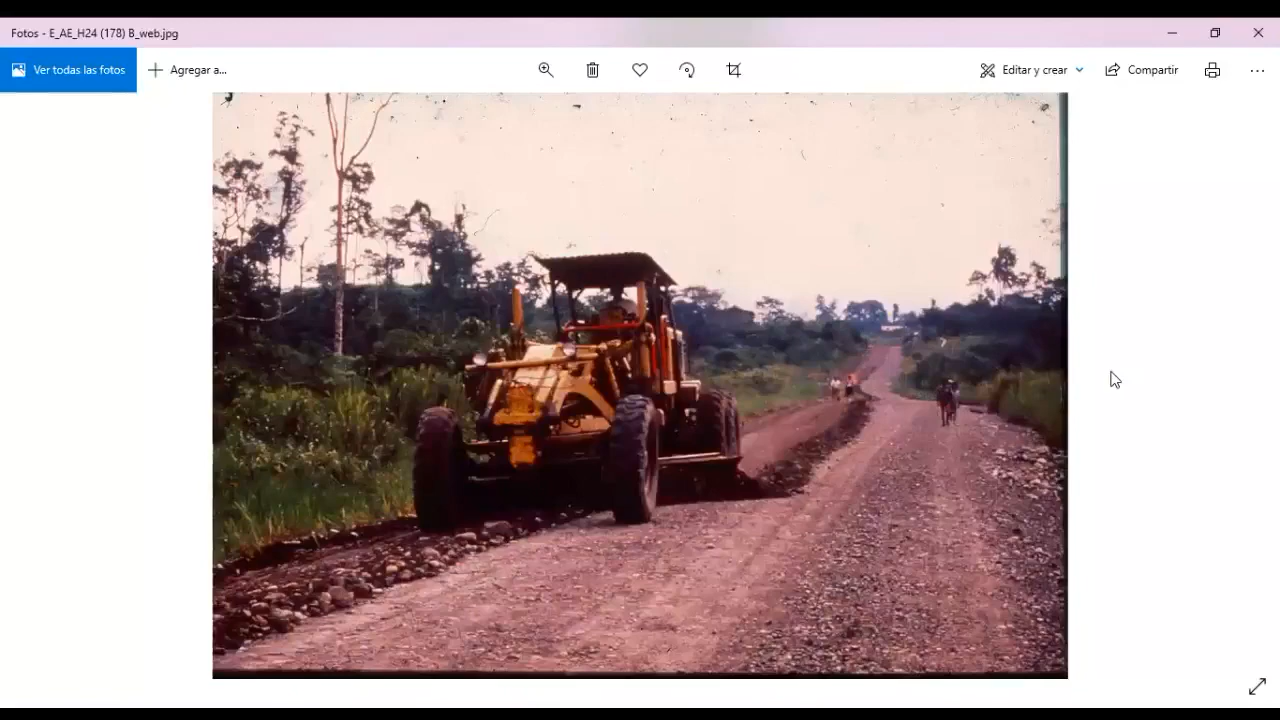 Fotos - E_AE_H24 (178) B_web.jpg
Ver todas las fotos
Agregar a...
Editar y crear
Compartir